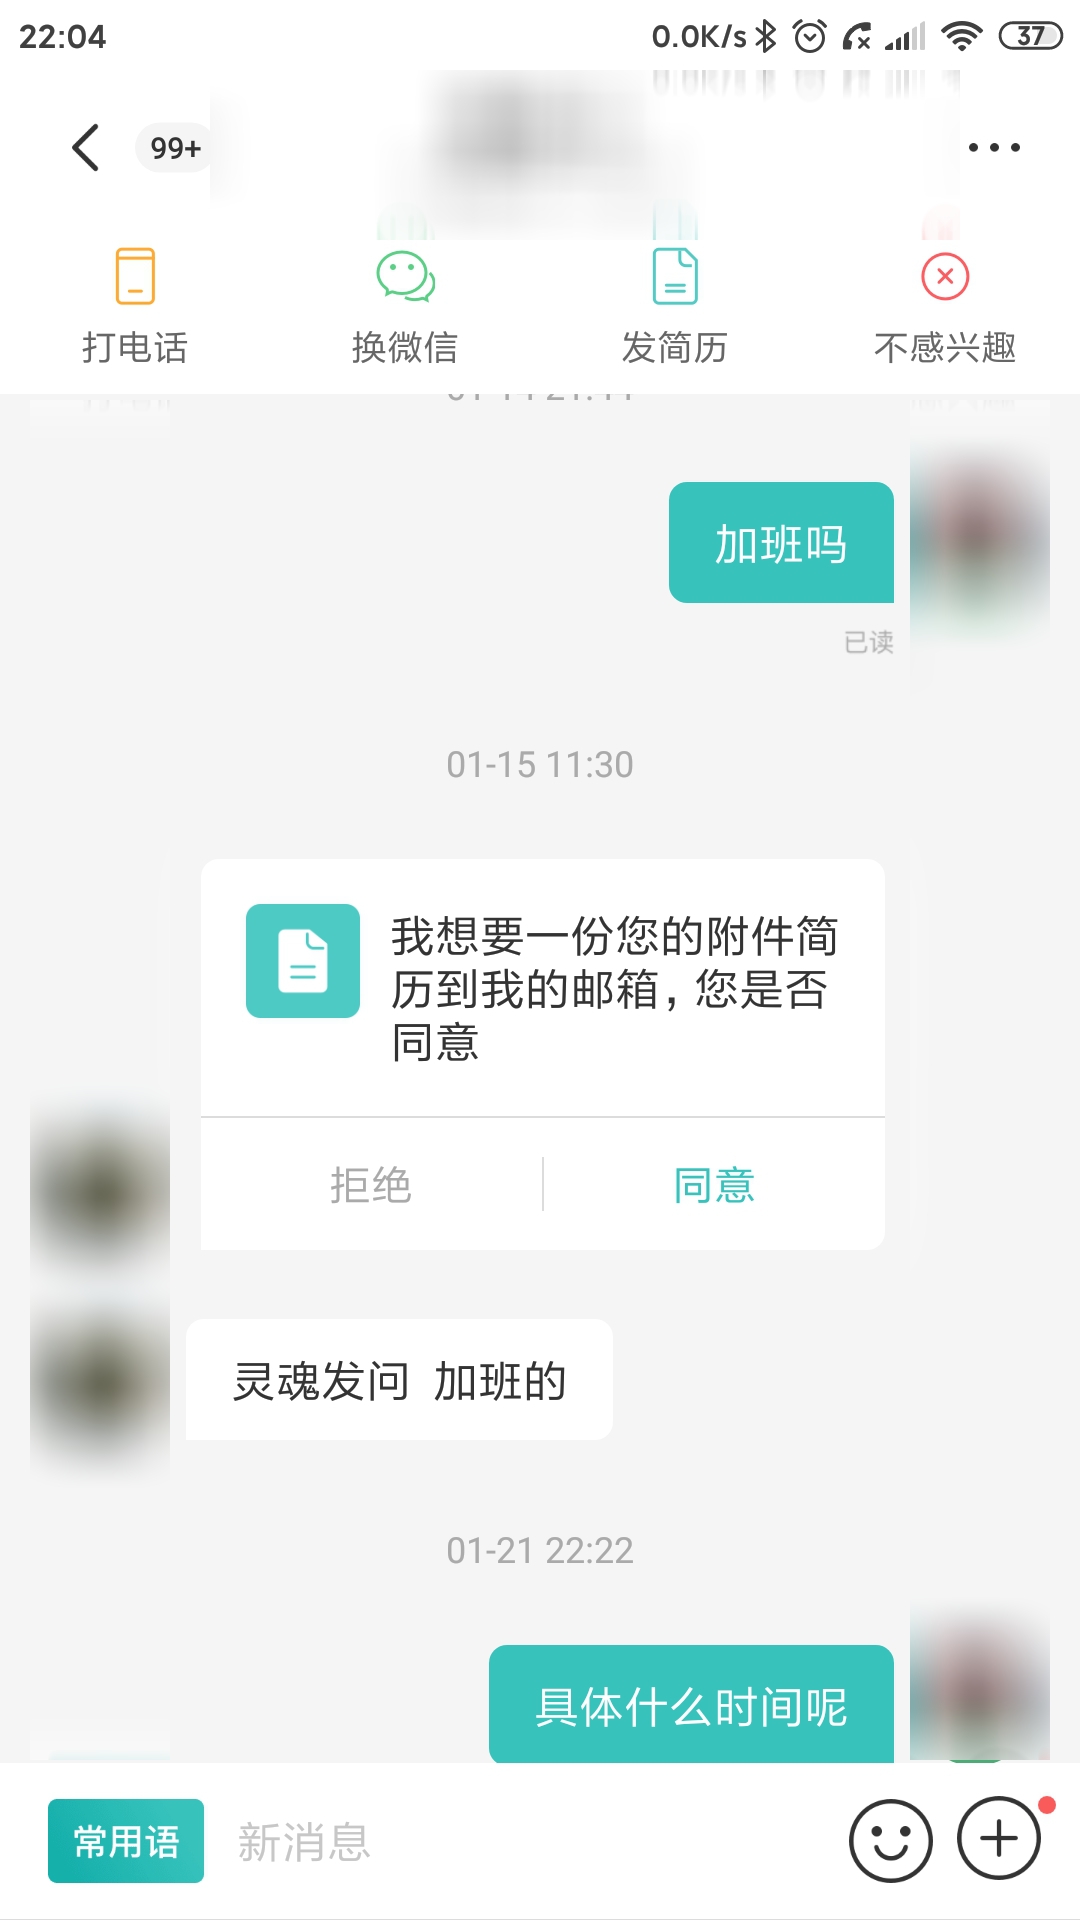 22:04
0.0K/s
37
99+
打电话
换微信
发简历
不感兴趣
加班吗
已读
01-15 11:30
我想要一份您的附件简
历到我的邮箱，您是否
同意
拒绝
同意
灵魂发问 加班的
01-21 22:22
具体什么时间呢
常用语
新消息